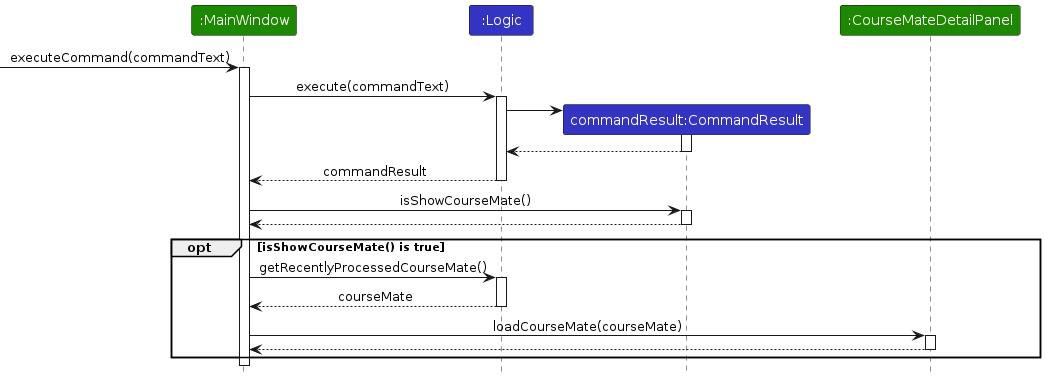 :MainWindow
:Logic
:CourseMateDetailPanel
executeCommand(commandText)
execute(commandText)
commandResult:CommandResult
commandResult
isShowCourseMate()
opt
[isShowCourseMate() is true]
getRecentlyProcessedCourseMate()
courseMate
loadCourseMate(courseMate)